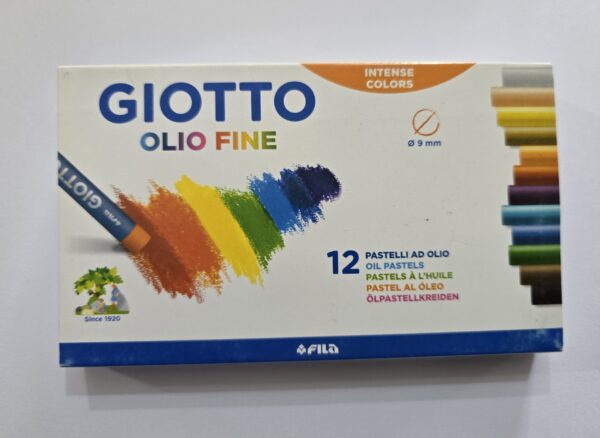 INTENSE
COLORS
GIOTTO
OLIO FINE
Ø 9 mm
GIOTTO
12 PASTELLI AD OLIO
OIL PASTELS
PASTELS À L'HUILE
PASTEL AL ÓLEO
ÖLPASTELLKREIDEN
Since 1920
FILA